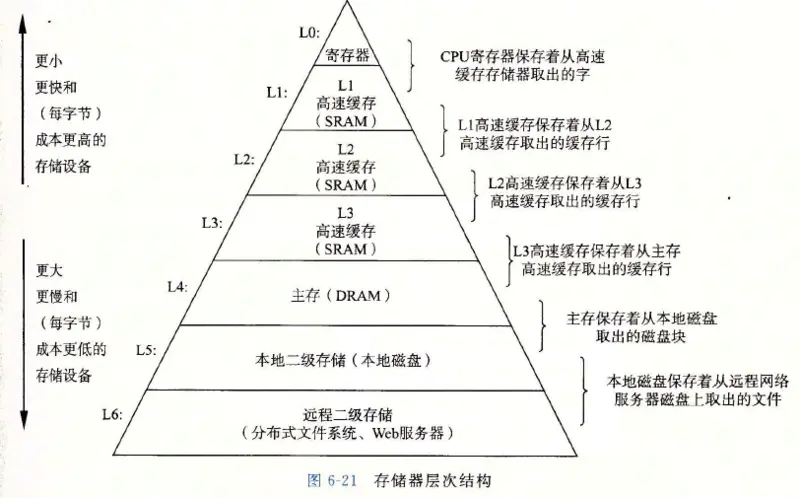 L0:
寄存器
CPU寄存器保存着从高速
缓存存储器取出的字
更小
更快和
（每字节）
成本更高的
存储设备
L1:
L1
高速缓存
（SRAM）
L1高速缓存保存着从L2
高速缓存取出的缓存行
L2:
L2
高速缓存
（SRAM）
L2高速缓存保存着从L3
高速缓存取出的缓存行
L3:
L3
高速缓存
（SRAM）
L3高速缓存保存着从主存
高速缓存取出的缓存行
更大
更慢和
（每字节）
成本更低的
存储设备
L4:
主存（DRAM）
主存保存着从本地磁盘
取出的磁盘块
L5:
本地二级存储（本地磁盘）
本地磁盘保存着从远程网络
服务器磁盘上取出的文件
L6:
远程二级存储
（分布式文件系统、Web服务器）
图 6-21 存储器层次结构